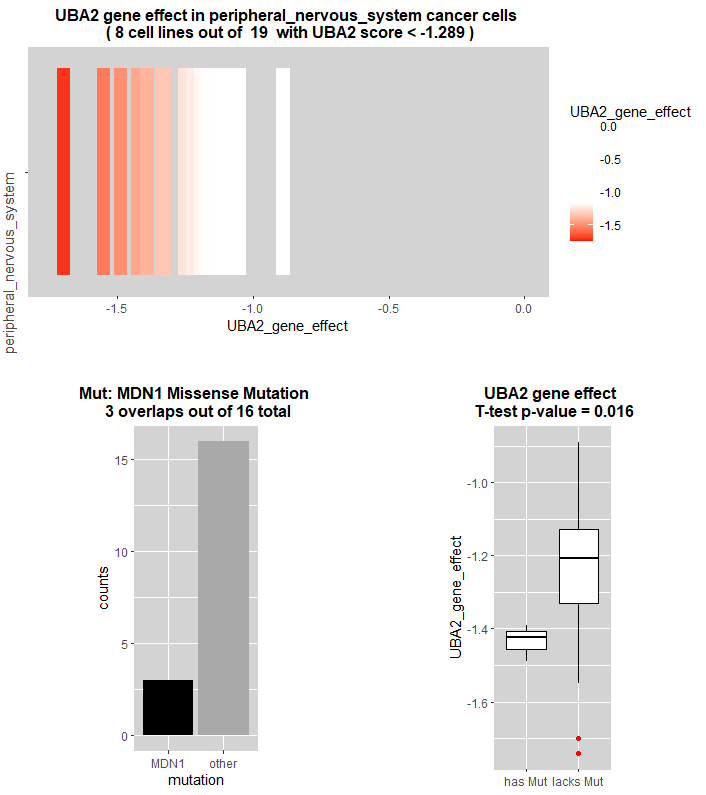 UBA2 gene effect in peripheral_nervous_system cancer cells
( 8 cell lines out of  19  with UBA2 score < -1.289 )
peripheral_nervous_system
-1.5
-1.0
-0.5
0.0
UBA2_gene_effect
UBA2_gene_effect
0.0
-0.5
-1.0
-1.5
Mut: MDN1 Missense Mutation
3 overlaps out of 16 total
counts
15
10
5
0
MDN1
other
mutation
UBA2 gene effect
T-test p-value = 0.016
UBA2_gene_effect
-1.0
-1.2
-1.4
-1.6
has Mut
lacks Mut